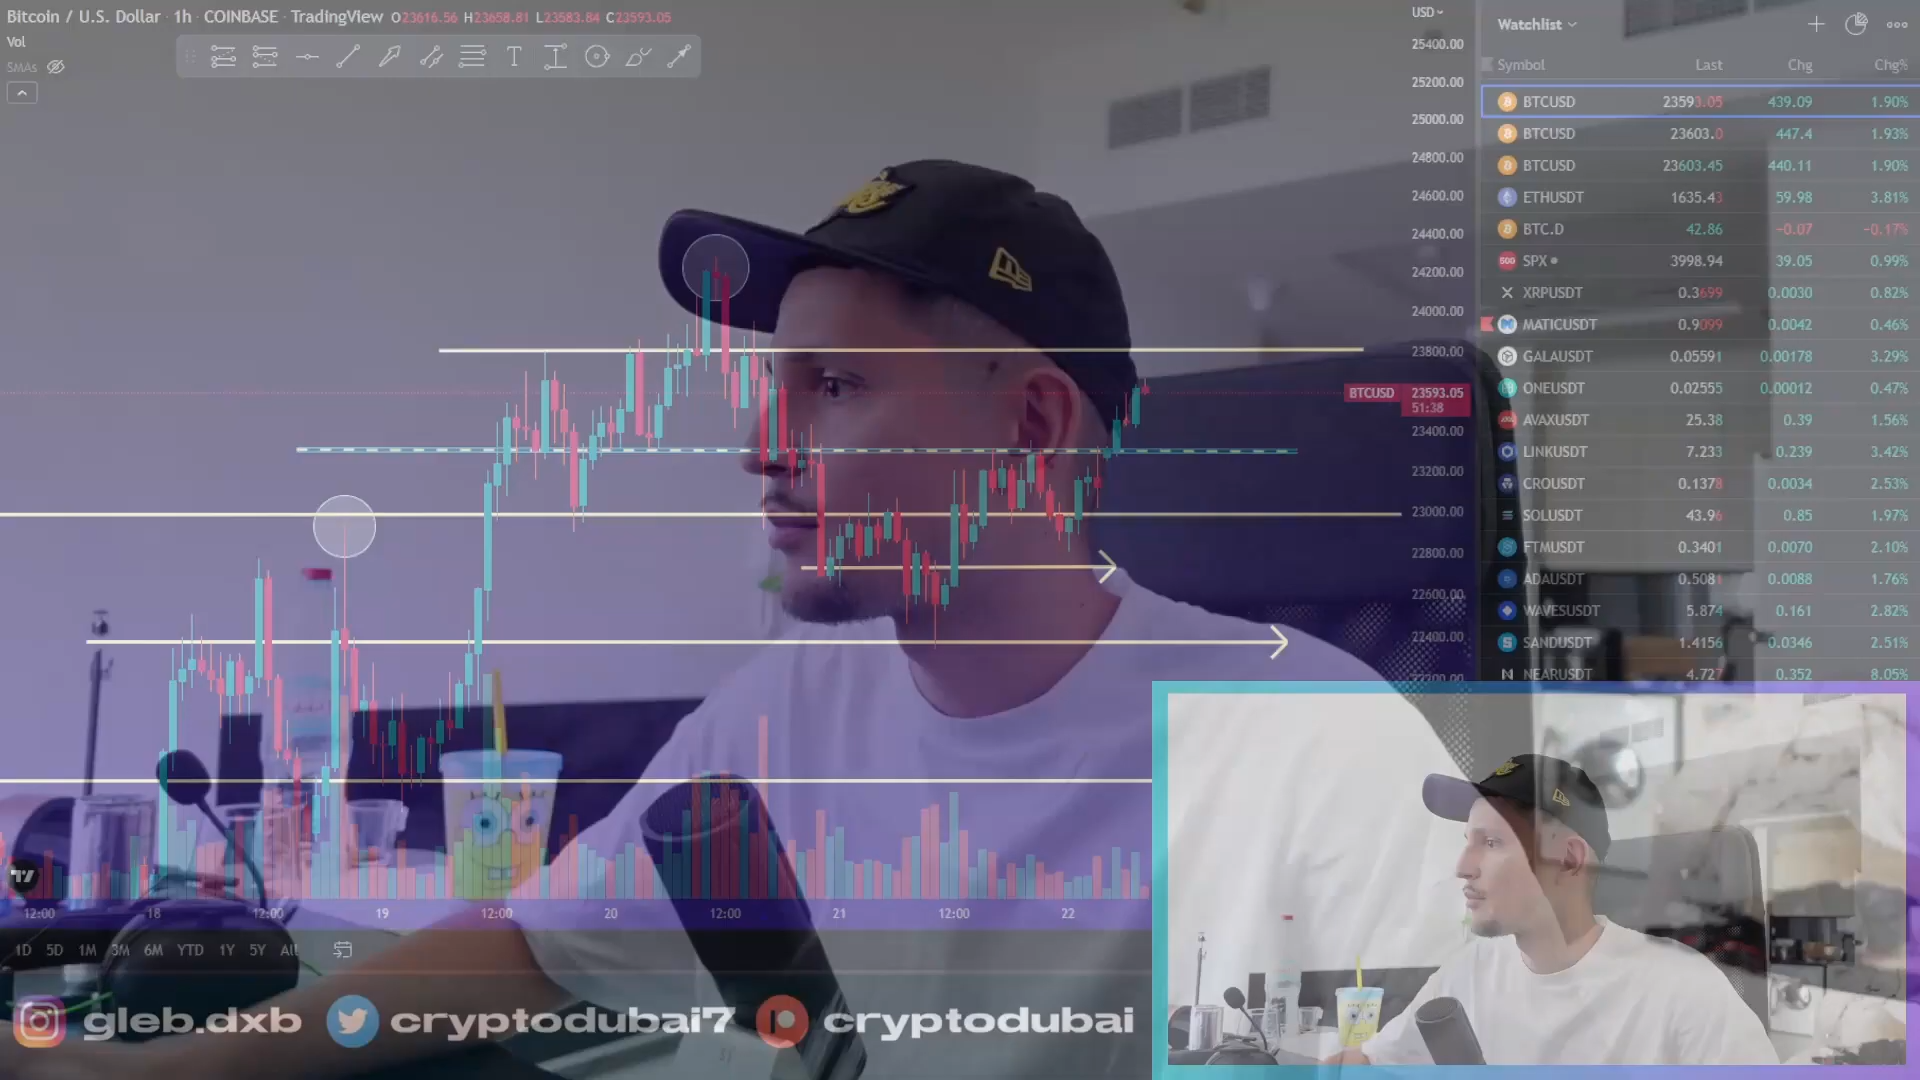 Bitcoin / U.S. Dollar · 1h · COINBASE · TradingView O23616.56 H23658.81 L23583.84 C23593.05
Vol
SMAs
T
USD
25400.00
25200.00
25000.00
24800.00
24600.00
24400.00
24200.00
24000.00
23800.00
BTCUSD 23593.05
51:38
23400.00
23200.00
23000.00
22800.00
22600.00
22400.00
22200.00
Watchlist
Symbol Last Chg Chg%
BTCUSD 23593.05 439.09 1.90%
BTCUSD 23603.0 447.4 1.93%
BTCUSD 23603.45 440.11 1.90%
ETHUSDT 1635.43 59.98 3.81%
BTC.D 42.86 −0.07 −0.17%
500 SPX 3998.94 39.05 0.99%
XRPUSDT 0.3699 0.0030 0.82%
MATICUSDT 0.9099 0.0042 0.46%
GALAUSDT 0.05591 0.00178 3.29%
ONEUSDT 0.02555 0.00012 0.47%
AVAXUSDT 25.38 0.39 1.56%
LINKUSDT 7.233 0.239 3.42%
CROUSDT 0.1378 0.0034 2.53%
SOLUSDT 43.96 0.85 1.97%
FTMUSDT 0.3401 0.0070 2.10%
ADAUSDT 0.5081 0.0088 1.76%
WAVESUSDT 5.874 0.161 2.82%
SANDUSDT 1.4156 0.0346 2.51%
NEARUSDT 4.727 0.352 8.05%
12:00 18 12:00 19 12:00 20 12:00 21 12:00 22
1D 5D 1M 3M 6M YTD 1Y 5Y All
gleb.dxb cryptodubai7 cryptodubai